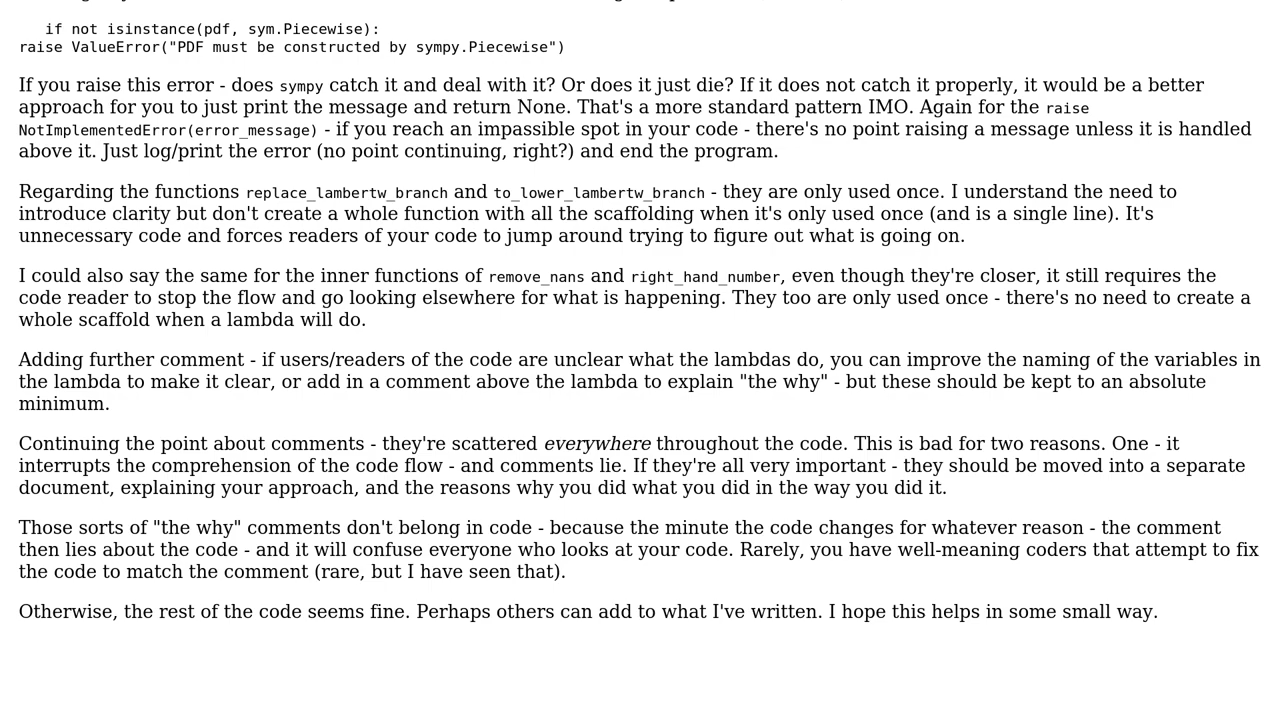 if not isinstance(pdf, sym.Piecewise):
raise ValueError("PDF must be constructed by sympy.Piecewise")
If you raise this error - does sympy catch it and deal with it? Or does it just die? If it does not catch it properly, it would be a better
approach for you to just print the message and return None. That's a more standard pattern IMO. Again for the raise
NotImplementedError(error_message) - if you reach an impassible spot in your code - there's no point raising a message unless it is handled
above it. Just log/print the error (no point continuing, right?) and end the program.
Regarding the functions replace_lambertw_branch and to_lower_lambertw_branch - they are only used once. I understand the need to
introduce clarity but don't create a whole function with all the scaffolding when it's only used once (and is a single line). It's
unnecessary code and forces readers of your code to jump around trying to figure out what is going on.
I could also say the same for the inner functions of remove_nans and right_hand_number, even though they're closer, it still requires the
code reader to stop the flow and go looking elsewhere for what is happening. They too are only used once - there's no need to create a
whole scaffold when a lambda will do.
Adding further comment - if users/readers of the code are unclear what the lambdas do, you can improve the naming of the variables in
the lambda to make it clear, or add in a comment above the lambda to explain "the why" - but these should be kept to an absolute
minimum.
Continuing the point about comments - they're scattered everywhere throughout the code. This is bad for two reasons. One - it
interrupts the comprehension of the code flow - and comments lie. If they're all very important - they should be moved into a separate
document, explaining your approach, and the reasons why you did what you did in the way you did it.
Those sorts of "the why" comments don't belong in code - because the minute the code changes for whatever reason - the comment
then lies about the code - and it will confuse everyone who looks at your code. Rarely, you have well-meaning coders that attempt to fix
the code to match the comment (rare, but I have seen that).
Otherwise, the rest of the code seems fine. Perhaps others can add to what I've written. I hope this helps in some small way.